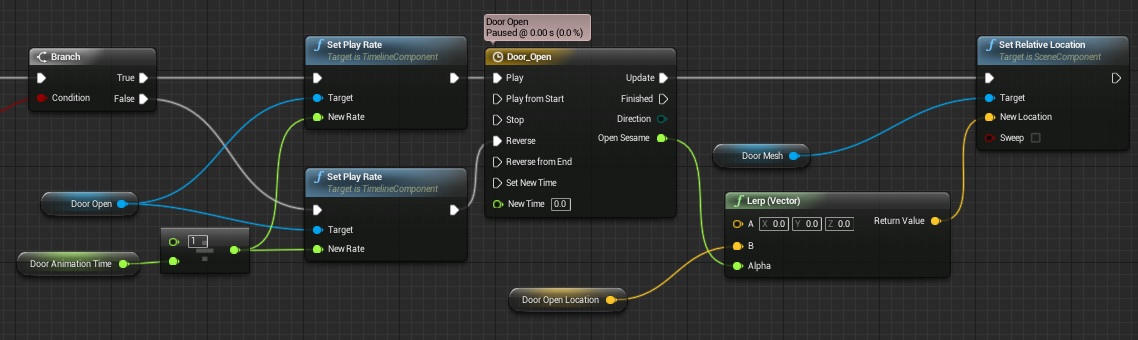 Door Open
Paused @ 0.00 s (0.0 %)
Branch
True
Condition
False
Set Play Rate
Target is TimelineComponent
Target
New Rate
Door_Open
Play
Update
Play from Start
Finished
Stop
Direction
Reverse
Open Sesame
Reverse from End
Set New Time
New Time 0.0
Set Relative Location
Target is SceneComponent
Target
New Location
Sweep
Door Mesh
Set Play Rate
Target is TimelineComponent
Target
New Rate
Door Open
1
Door Animation Time
Lerp (Vector)
A X 0.0 Y 0.0 Z 0.0 Return Value
B
Alpha
Door Open Location